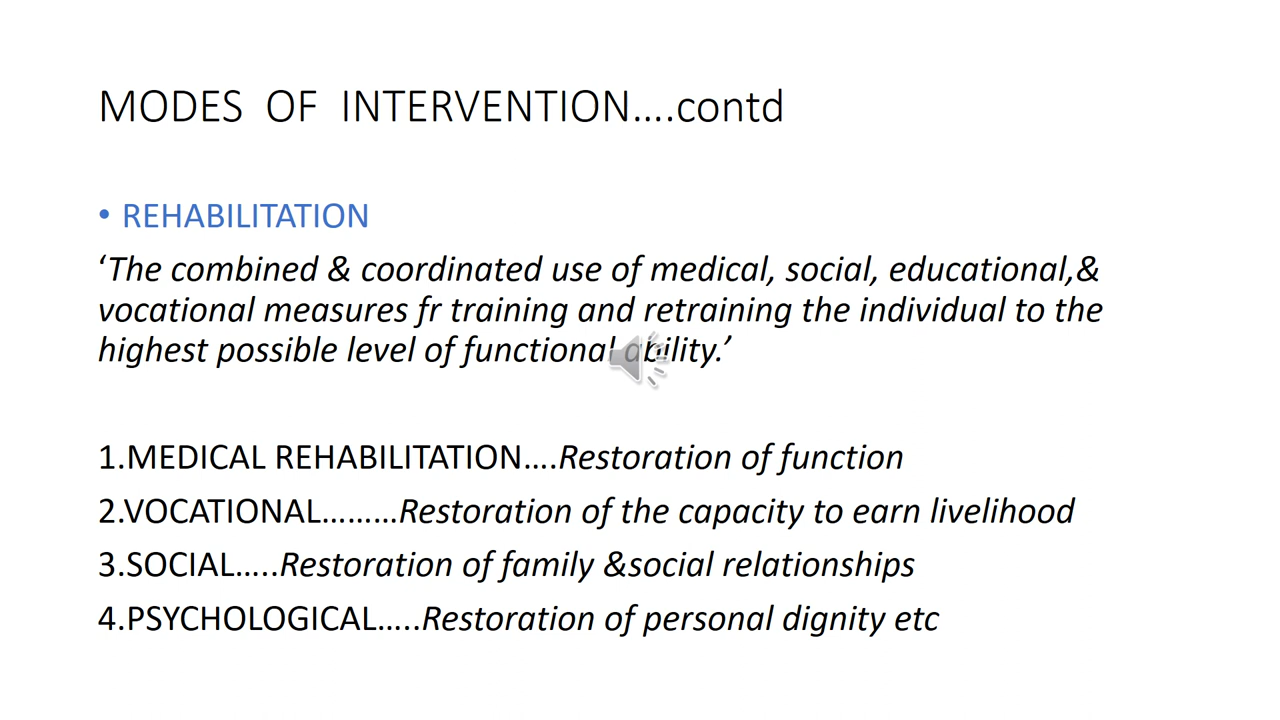 MODES OF INTERVENTION….contd
• REHABILITATION
‘The combined & coordinated use of medical, social, educational,&
vocational measures fr training and retraining the individual to the
highest possible level of functional ability.’
1.MEDICAL REHABILITATION….Restoration of function
2.VOCATIONAL………Restoration of the capacity to earn livelihood
3.SOCIAL…..Restoration of family &social relationships
4.PSYCHOLOGICAL…..Restoration of personal dignity etc